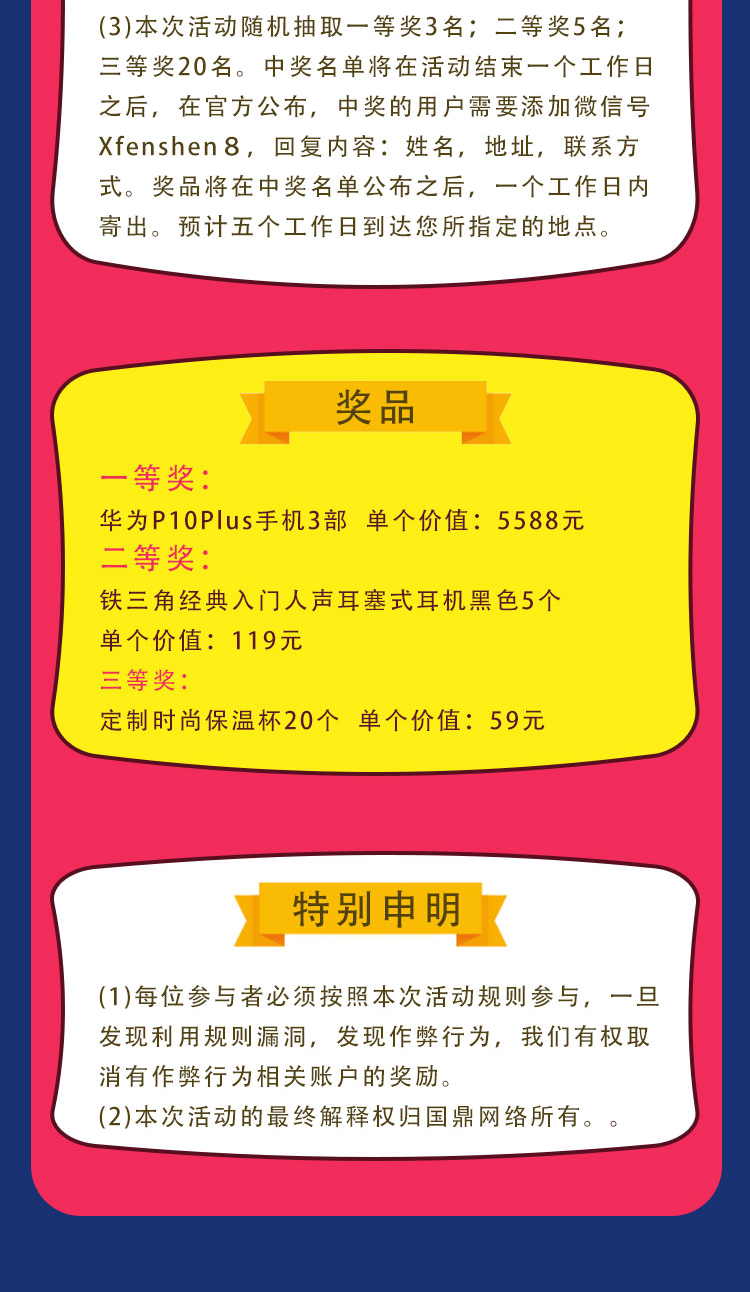 (3)本次活动随机抽取一等奖3名；二等奖5名；
三等奖20名。中奖名单将在活动结束一个工作日
之后，在官方公布，中奖的用户需要添加微信号
Xfenshen８，回复内容：姓名，地址，联系方
式。奖品将在中奖名单公布之后，一个工作日内
寄出。预计五个工作日到达您所指定的地点。
奖品
一等奖：
华为P10Plus手机3部 单个价值：5588元
二等奖：
铁三角经典入门人声耳塞式耳机黑色5个
单个价值：119元
三等奖：
定制时尚保温杯20个 单个价值：59元
特别申明
(1)每位参与者必须按照本次活动规则参与，一旦
发现利用规则漏洞，发现作弊行为，我们有权取
消有作弊行为相关账户的奖励。
(2)本次活动的最终解释权归国鼎网络所有。。